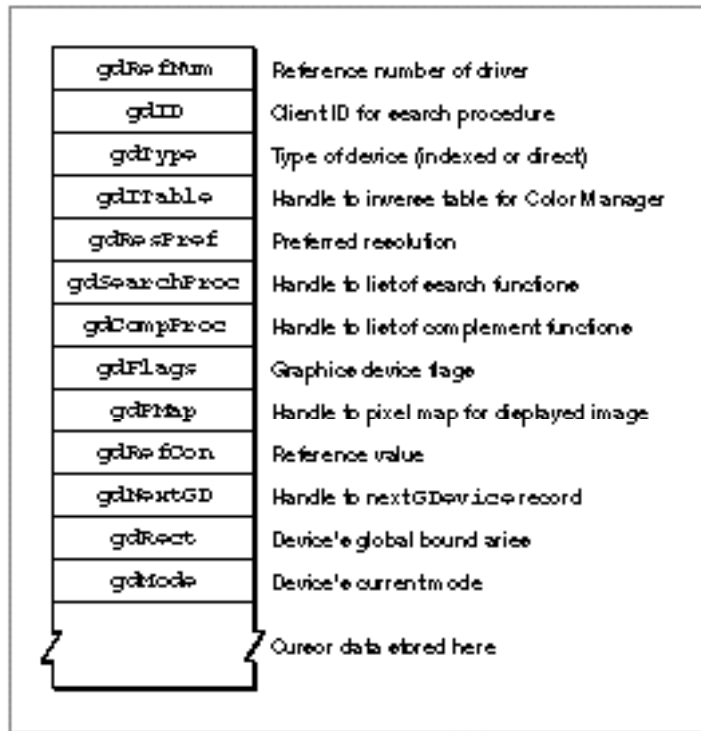 gdRefNum Reference number of driver
gdID Client ID for search procedure
gdType Type of device (indexed or direct)
gdITable Handle to inverse table for Color Manager
gdResPref Preferred resolution
gdSearchProc Handle to list of search functions
gdCompProc Handle to list of complement functions
gdFlags Graphics device flags
gdPMap Handle to pixel map for displayed image
gdRefCon Reference value
gdNextGD Handle to next GDevice record
gdRect Device's global boundaries
gdMode Device's current mode
Cursor data stored here